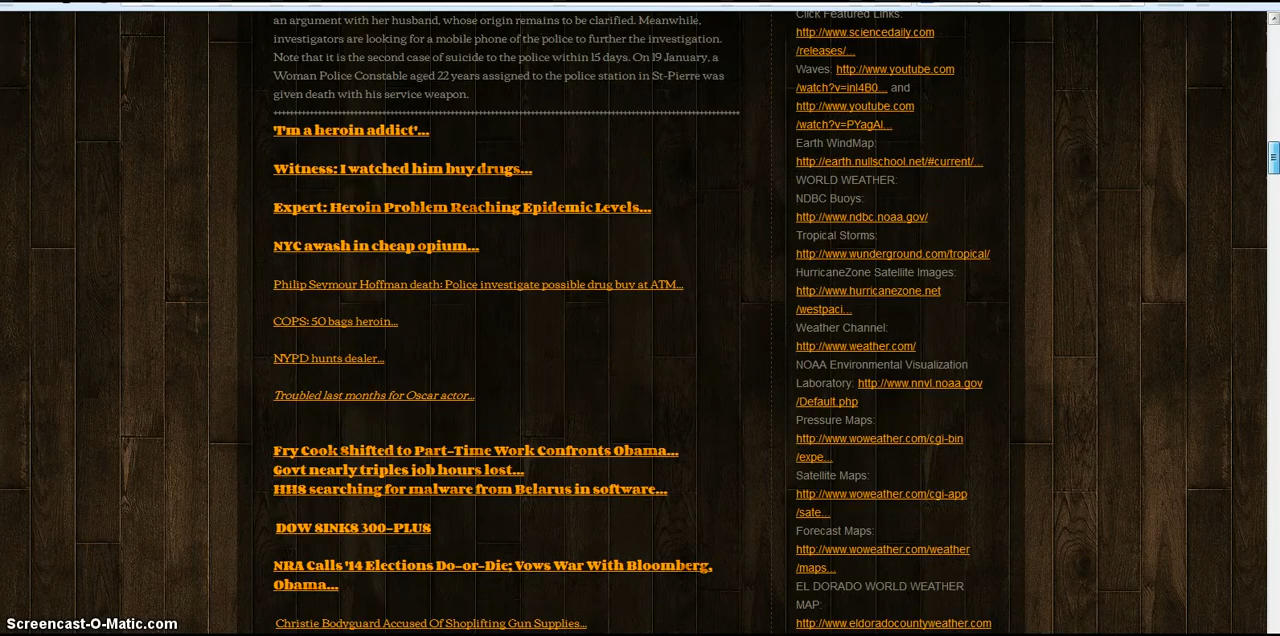 an argument with her husband, whose origin remains to be clarified. Meanwhile,
investigators are looking for a mobile phone of the police to further the investigation.
Note that it is the second case of suicide to the police within 15 days. On 19 January, a
Woman Police Constable aged 22 years assigned to the police station in St-Pierre was
given death with his service weapon.
'I'm a heroin addict'...
Witness: I watched him buy drugs...
Expert: Heroin Problem Reaching Epidemic Levels...
NYC awash in cheap opium...
Philip Seymour Hoffman death: Police investigate possible drug buy at ATM...
COPS: 50 bags heroin...
NYPD hunts dealer...
Troubled last months for Oscar actor...
Fry Cook Shifted to Part-Time Work Confronts Obama...
Govt nearly triples job hours lost...
HHS searching for malware from Belarus in software...
DOW SINKS 300-PLUS
NRA Calls '14 Elections Do-or-Die; Vows War With Bloomberg,
Obama...
Christie Bodyguard Accused Of Shoplifting Gun Supplies...
Click Featured Links:
http://www.sciencedaily.com
/releases/...
Waves: http://www.youtube.com
/watch?v=inI4B0... and
http://www.youtube.com
/watch?v=PYagAl...
Earth WindMap:
http://earth.nullschool.net/#current/...
WORLD WEATHER:
NDBC Buoys:
http://www.ndbc.noaa.gov/
Tropical Storms:
http://www.wunderground.com/tropical/
HurricaneZone Satellite Images:
http://www.hurricanezone.net
/westpaci...
Weather Channel:
http://www.weather.com/
NOAA Environmental Visualization
Laboratory: http://www.nnvl.noaa.gov
/Default.php
Pressure Maps:
http://www.woweather.com/cgi-bin
/expe...
Satellite Maps:
http://www.woweather.com/cgi-app
/sate...
Forecast Maps:
http://www.woweather.com/weather
/maps...
EL DORADO WORLD WEATHER
MAP:
http://www.eldoradocountyweather.com
Screencast-O-Matic.com